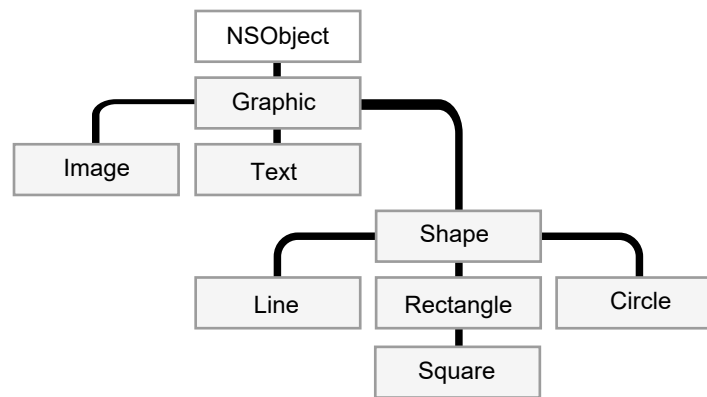 NSObject
Graphic
Image
Text
Shape
Line
Rectangle
Circle
Square